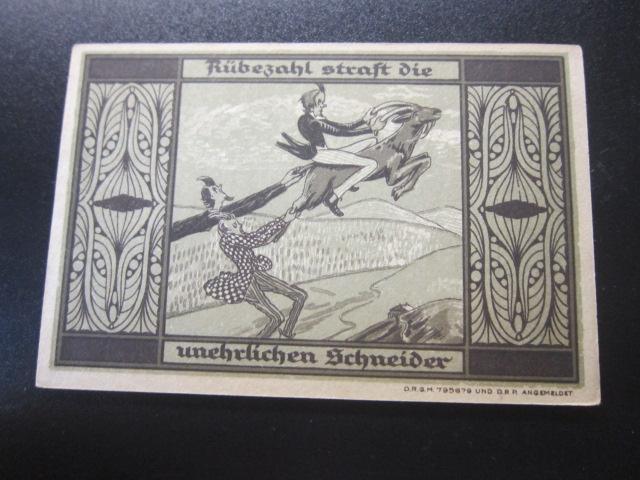 Rübezahl straft die
unehrlichen Schneider
D.R.G.M. 795679 UND D.R.P. ANGEMELDET